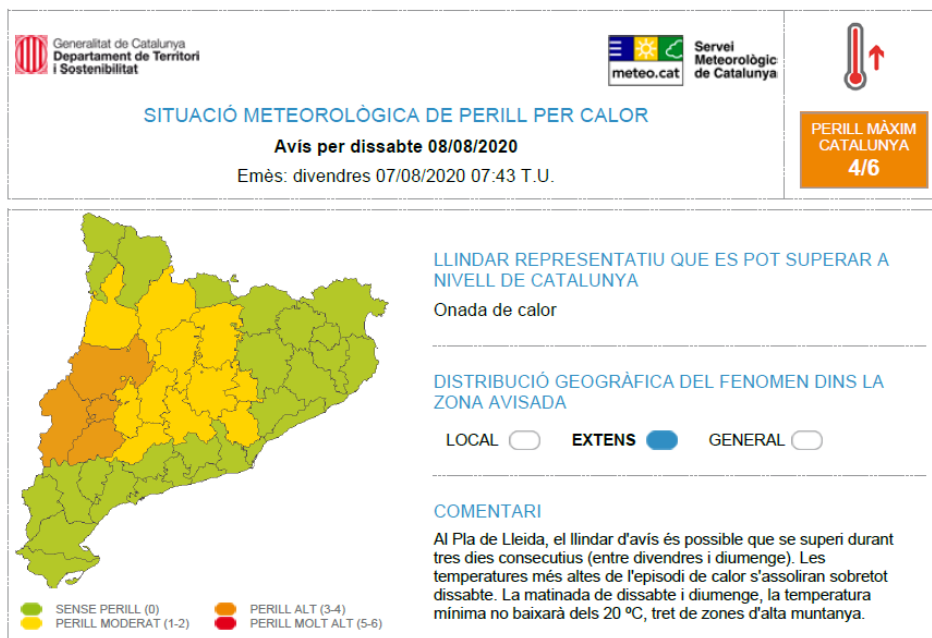 Generalitat de Catalunya
Departament de Territori
i Sostenibilitat
meteo.cat
Servei
Meteorològic
de Catalunya
SITUACIÓ METEOROLÒGICA DE PERILL PER CALOR
Avís per dissabte 08/08/2020
Emès: divendres 07/08/2020 07:43 T.U.
PERILL MÀXIM
CATALUNYA
4/6
LLINDAR REPRESENTATIU QUE ES POT SUPERAR A
NIVELL DE CATALUNYA
Onada de calor
DISTRIBUCIÓ GEOGRÀFICA DEL FENOMEN DINS LA
ZONA AVISADA
LOCAL EXTENS GENERAL
COMENTARI
Al Pla de Lleida, el llindar d'avís és possible que se superi durant
tres dies consecutius (entre divendres i diumenge). Les
temperatures més altes de l'episodi de calor s'assoliran sobretot
dissabte. La matinada de dissabte i diumenge, la temperatura
mínima no baixarà dels 20 ºC, tret de zones d'alta muntanya.
SENSE PERILL (0) PERILL ALT (3-4)
PERILL MODERAT (1-2) PERILL MOLT ALT (5-6)